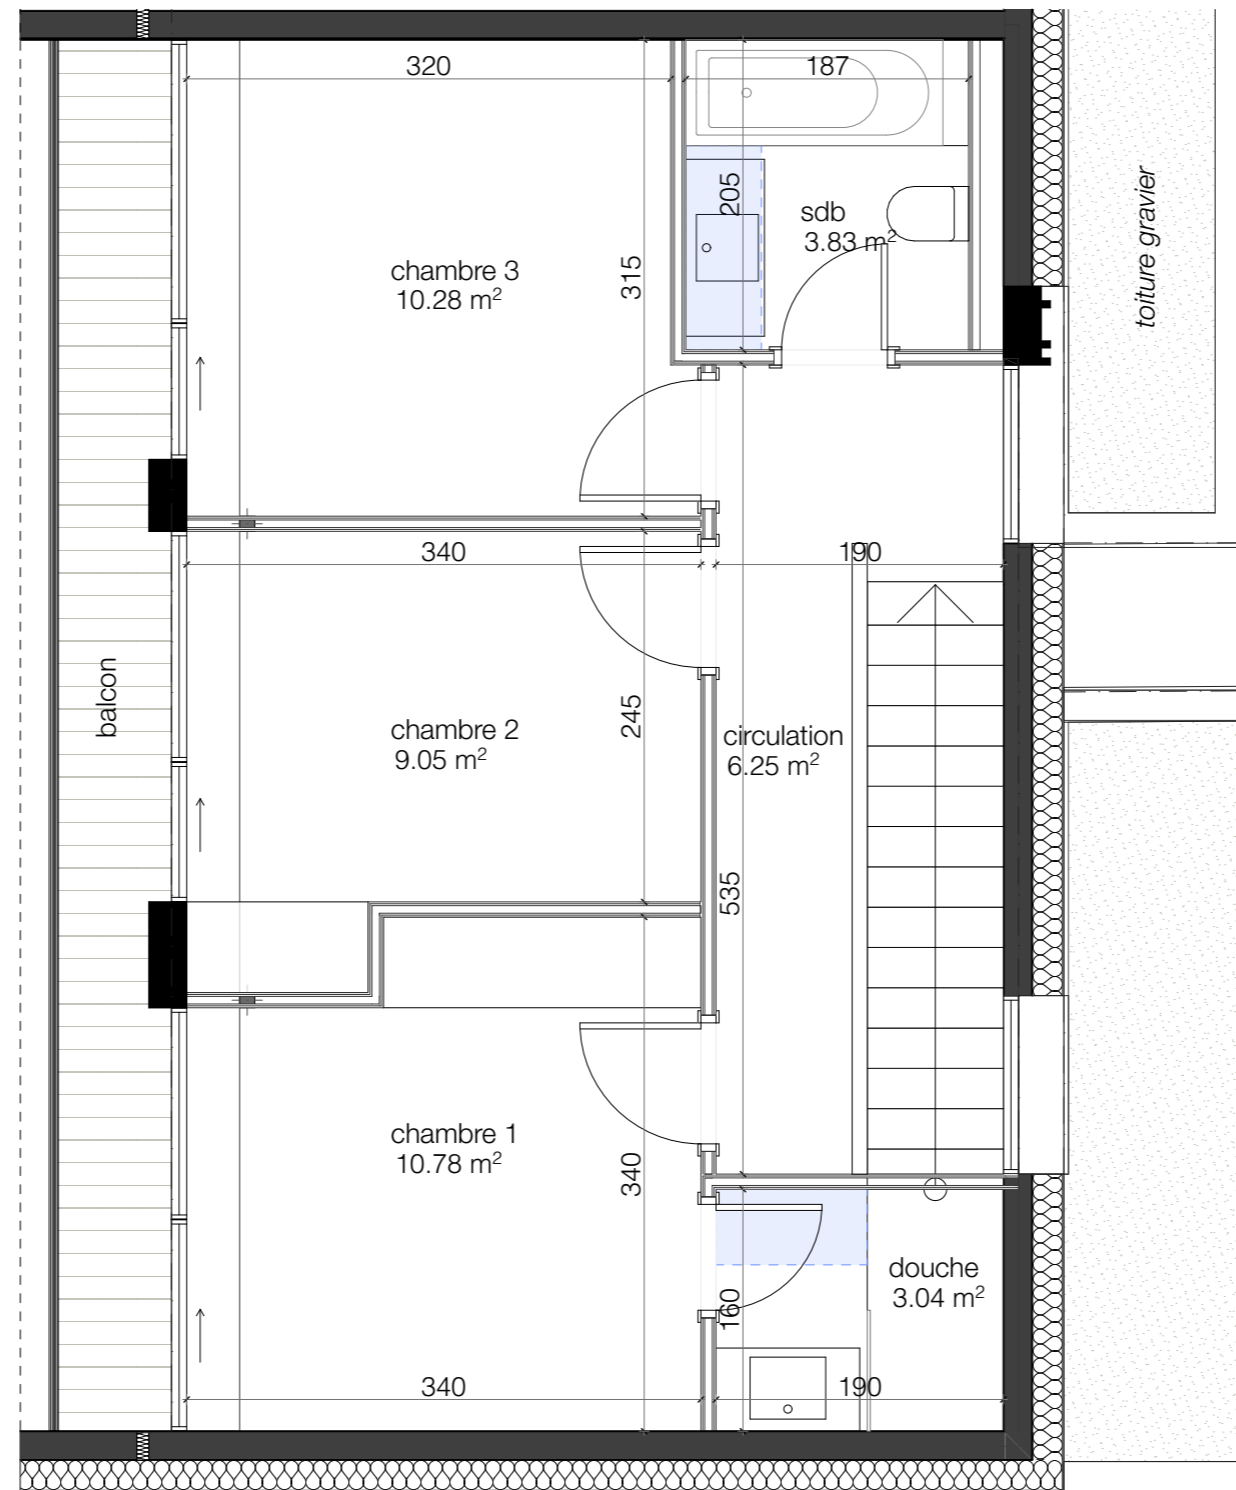 320
187
205
sdb
3.83 m²
toiture gravier
315
chambre 3
10.28 m²
340
190
balcon
chambre 2
9.05 m²
245
circulation
6.25 m²
535
chambre 1
10.78 m²
340
douche
3.04 m²
160
340
190